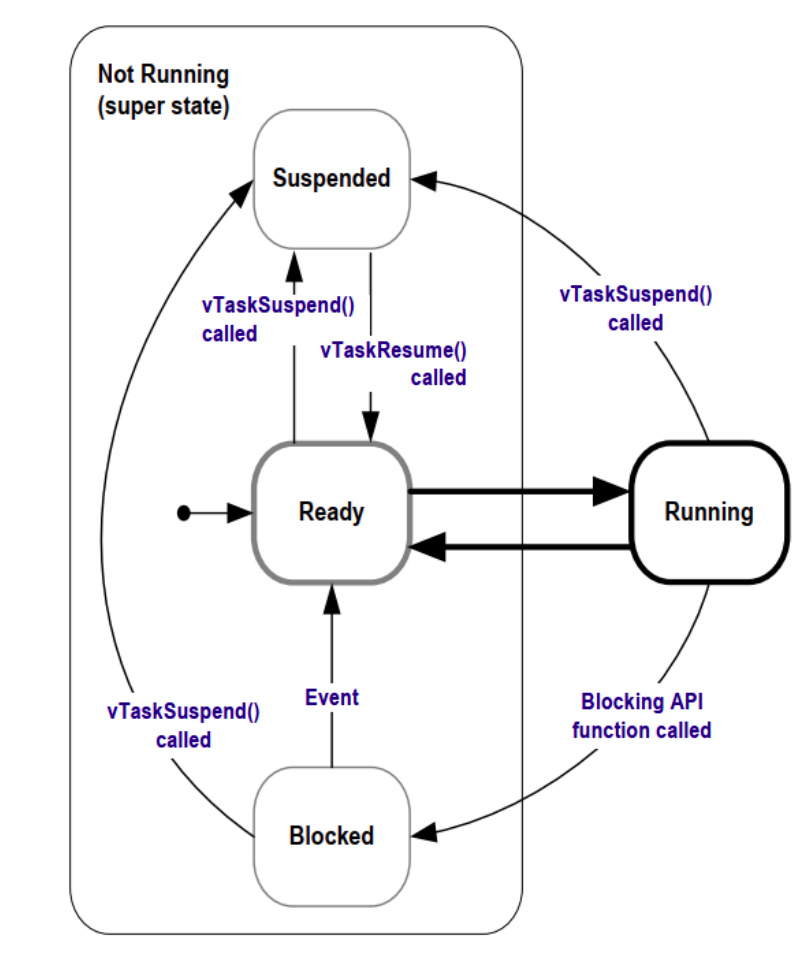 Not Running
(super state)
Suspended
vTaskSuspend()
called
vTaskResume()
called
vTaskSuspend()
called
Ready
Running
vTaskSuspend()
called
Event
Blocking API
function called
Blocked